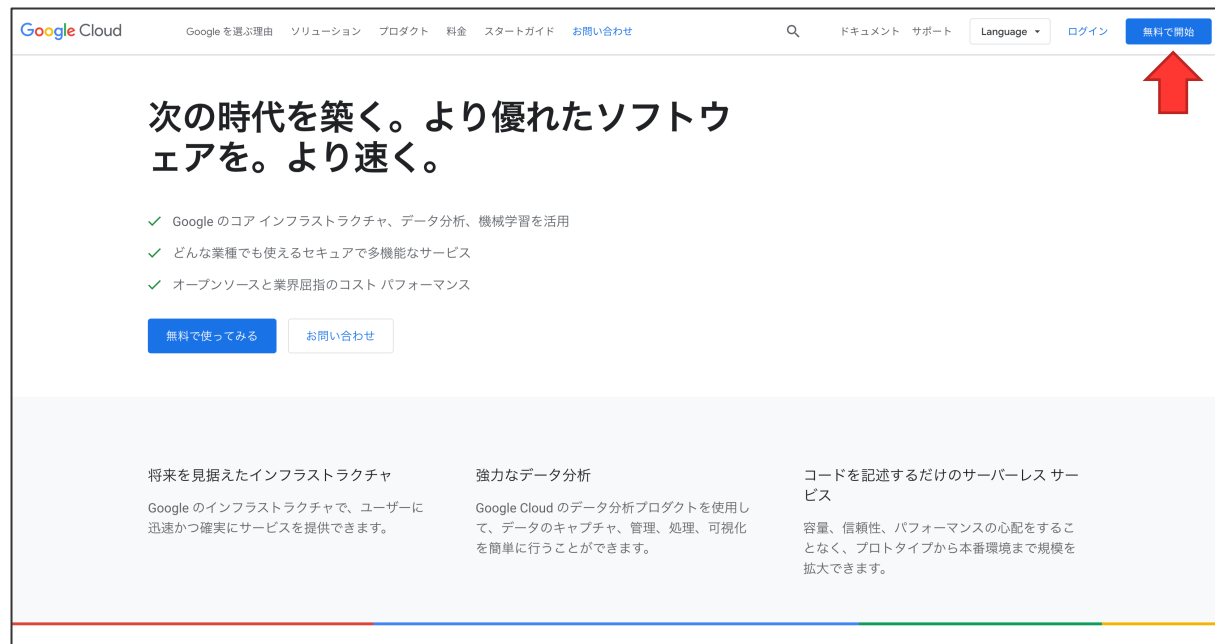 Google Cloud
Google を選ぶ理由 ソリューション プロダクト 料金 スタートガイド お問い合わせ
ドキュメント サポート Language ログイン 無料で開始
次の時代を築く。より優れたソフトウ
ェアを。より速く。
Google のコア インフラストラクチャ、データ分析、機械学習を活用
どんな業種でも使えるセキュアで多機能なサービス
オープンソースと業界屈指のコスト パフォーマンス
無料で使ってみる お問い合わせ
将来を見据えたインフラストラクチャ
Google のインフラストラクチャで、ユーザーに
迅速かつ確実にサービスを提供できます。
強力なデータ分析
Google Cloud のデータ分析プロダクトを使用し
て、データのキャプチャ、管理、処理、可視化
を簡単に行うことができます。
コードを記述するだけのサーバーレス サー
ビス
容量、信頼性、パフォーマンスの心配をするこ
となく、プロトタイプから本番環境まで規模を
拡大できます。